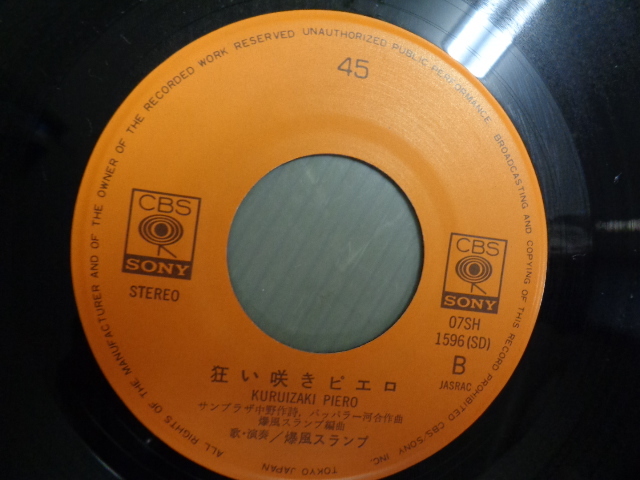 ALL RIGHTS OF THE MANUFACTURER AND OF THE OWNER OF THE RECORDED WORK RESERVED UNAUTHORIZED PUBLIC PERFORMANCE BROADCASTING AND COPYING OF THIS RECORD PROHIBITED CBS/SONY INC. TOKYO JAPAN
45
CBS
SONY
STEREO
CBS
SONY
07SH
1596(SD)
B
JASRAC
狂い咲きピエロ
KURUIZAKI PIERO
サンプラザ中野作詩、バッパラー河合作曲
爆風スランプ編曲
歌・演奏/爆風スランプ